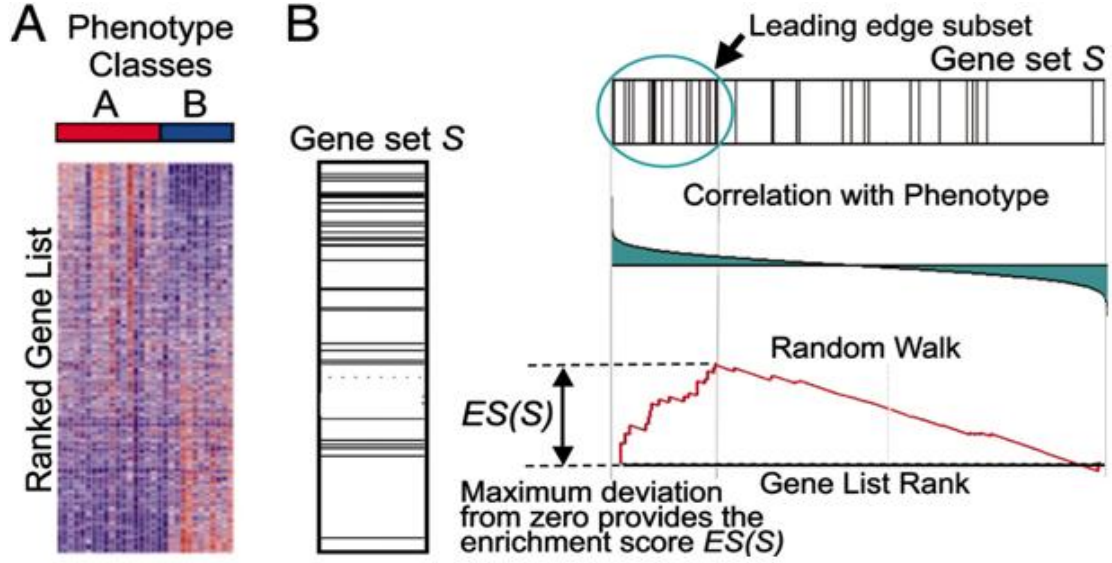 A
Phenotype
Classes
A
B
Ranked Gene List
B
Gene set S
Leading edge subset
Gene set S
Correlation with Phenotype
Random Walk
ES(S)
Gene List Rank
Maximum deviation
from zero provides the
enrichment score ES(S)